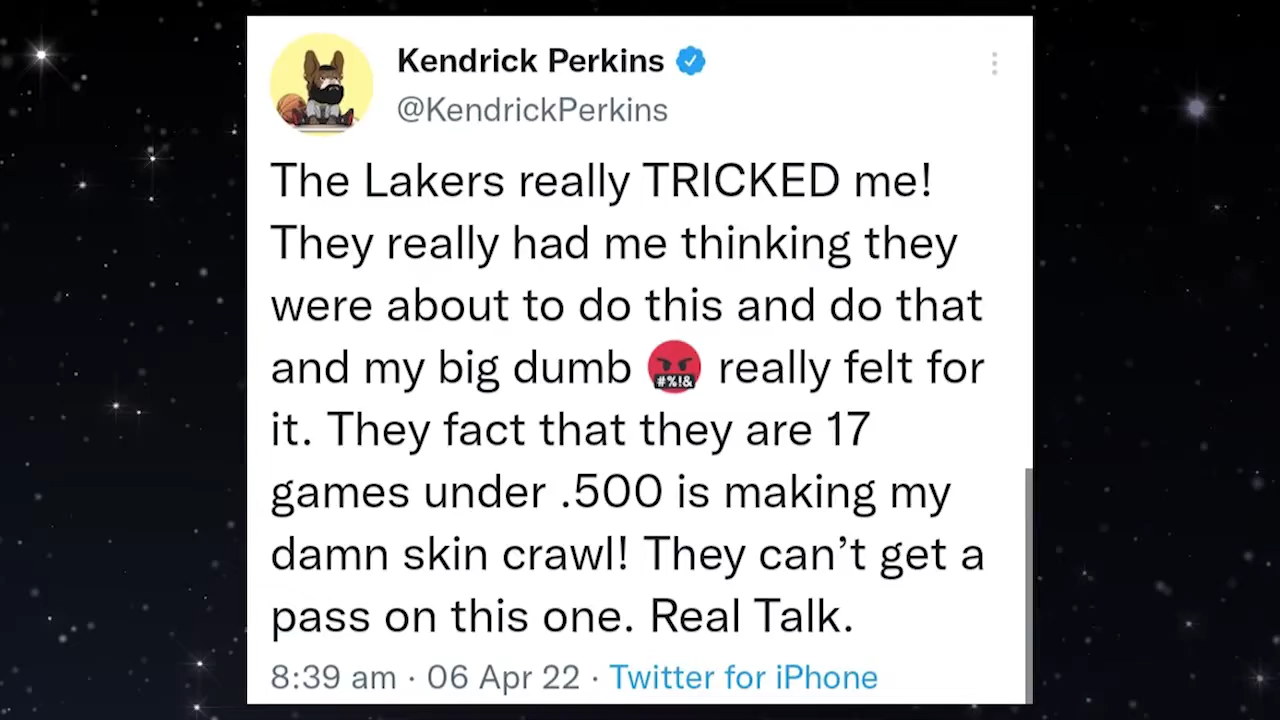 Kendrick Perkins
@KendrickPerkins
The Lakers really TRICKED me!
They really had me thinking they
were about to do this and do that
and my big dumb 🤬 really felt for
it. They fact that they are 17
games under .500 is making my
damn skin crawl! They can’t get a
pass on this one. Real Talk.
8:39 am · 06 Apr 22 · Twitter for iPhone